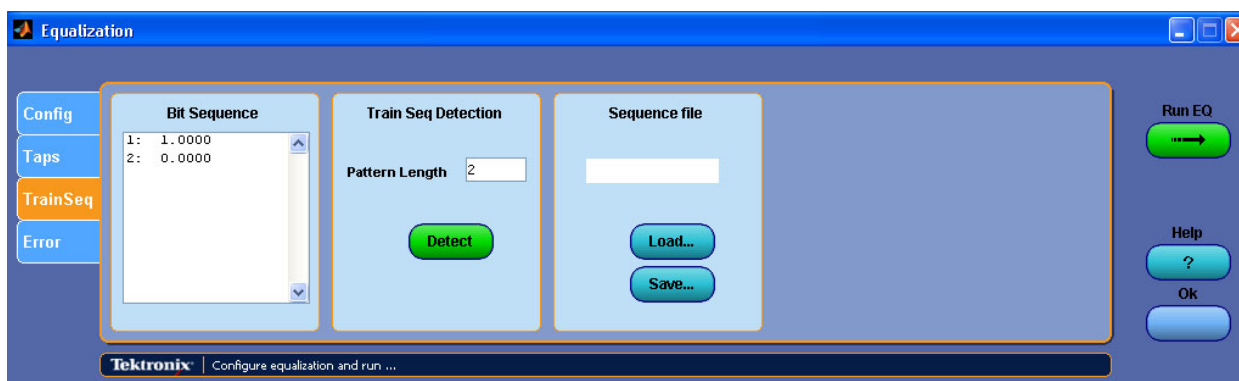 Equalization
Config
Taps
TrainSeq
Error
Bit Sequence
1: 1.0000
2: 0.0000
Train Seq Detection
Pattern Length 2
Detect
Sequence file
Load...
Save...
Run EQ
Help
?
Ok
Tektronix Configure equalization and run ...